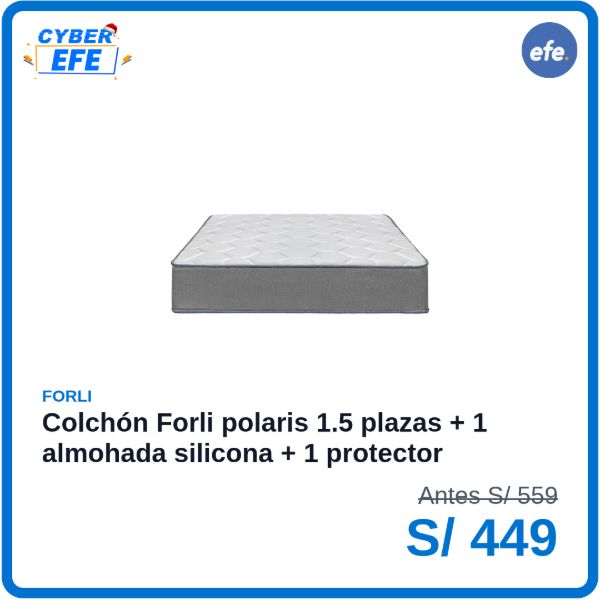 CYBER
EFE
efe.
FORLI
Colchón Forli polaris 1.5 plazas + 1
almohada silicona + 1 protector
Antes S/ 559
S/ 449